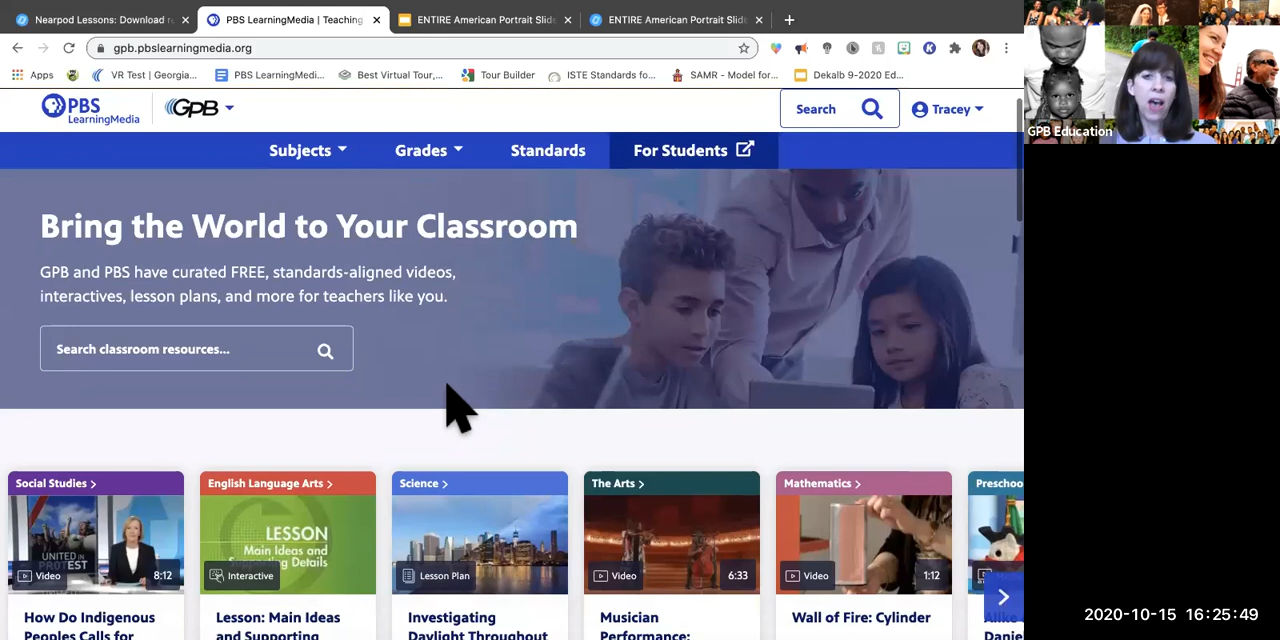 Nearpod Lessons: Download r
PBS LearningMedia | Teaching
ENTIRE American Portrait Slid
ENTIRE American Portrait Slid
gpb.pbslearningmedia.org
Apps
VR Test | Georgia...
PBS LearningMedi...
Best Virtual Tour,...
Tour Builder
ISTE Standards fo...
SAMR - Model for...
Dekalb 9-2020 Ed...
PBS
LearningMedia
GPB
Search
Tracey
Subjects
Grades
Standards
For Students
Bring the World to Your Classroom
GPB and PBS have curated FREE, standards-aligned videos,
interactives, lesson plans, and more for teachers like you.
Search classroom resources...
Social Studies >
UNITED
IN PROTEST
Video
8:12
How Do Indigenous
Peoples Calls for
English Language Arts >
LESSON
Main Ideas and
Supporting Details
Interactive
Lesson: Main Ideas
and Supporting
Science >
Lesson Plan
Investigating
Daylight Throughout
The Arts >
Video
6:33
Musician
Performance:
Mathematics >
Video
1:12
Wall of Fire: Cylinder
Preschoo
Alike
Danie
GPB Education
2020-10-15 16:25:49